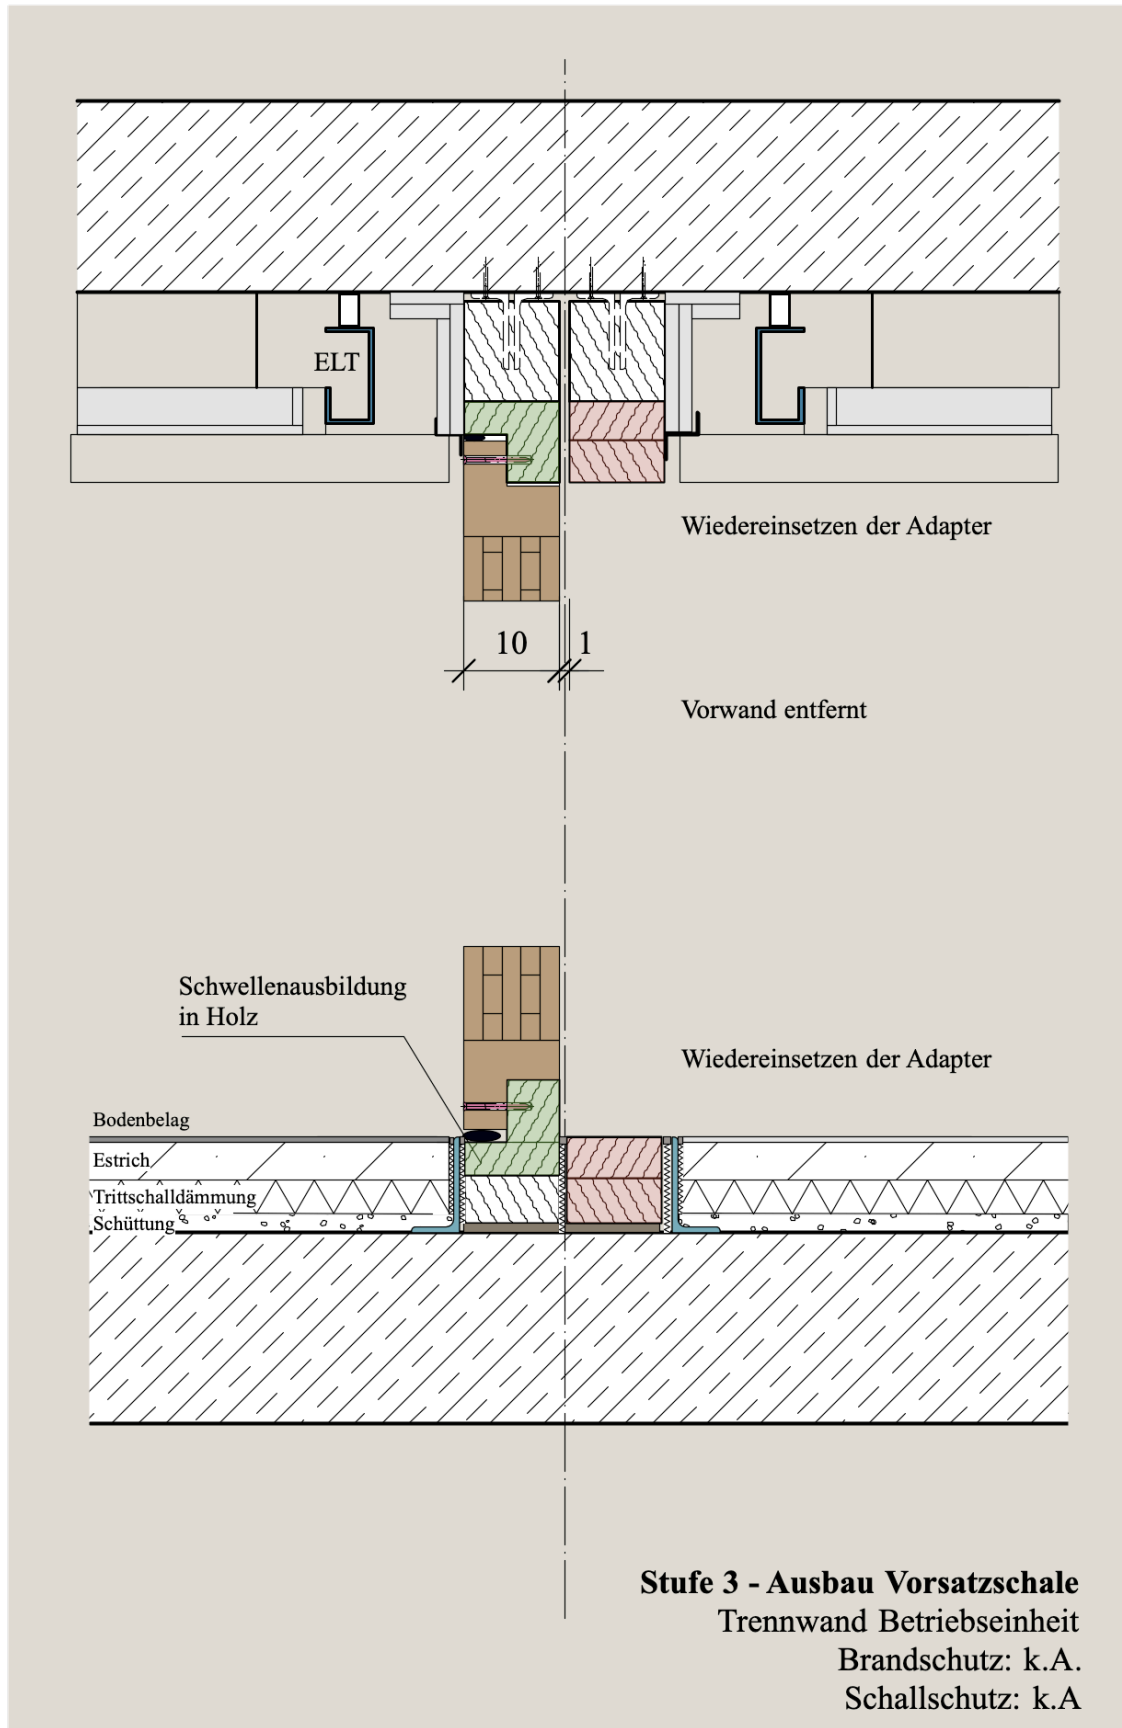 ELT
Wiedereinsetzen der Adapter
10
1
Vorwand entfernt
Schwellenausbildung
in Holz
Wiedereinsetzen der Adapter
Bodenbelag
Estrich
Trittschalldämmung
Schüttung
Stufe 3 - Ausbau Vorsatzschale
Trennwand Betriebseinheit
Brandschutz: k.A.
Schallschutz: k.A